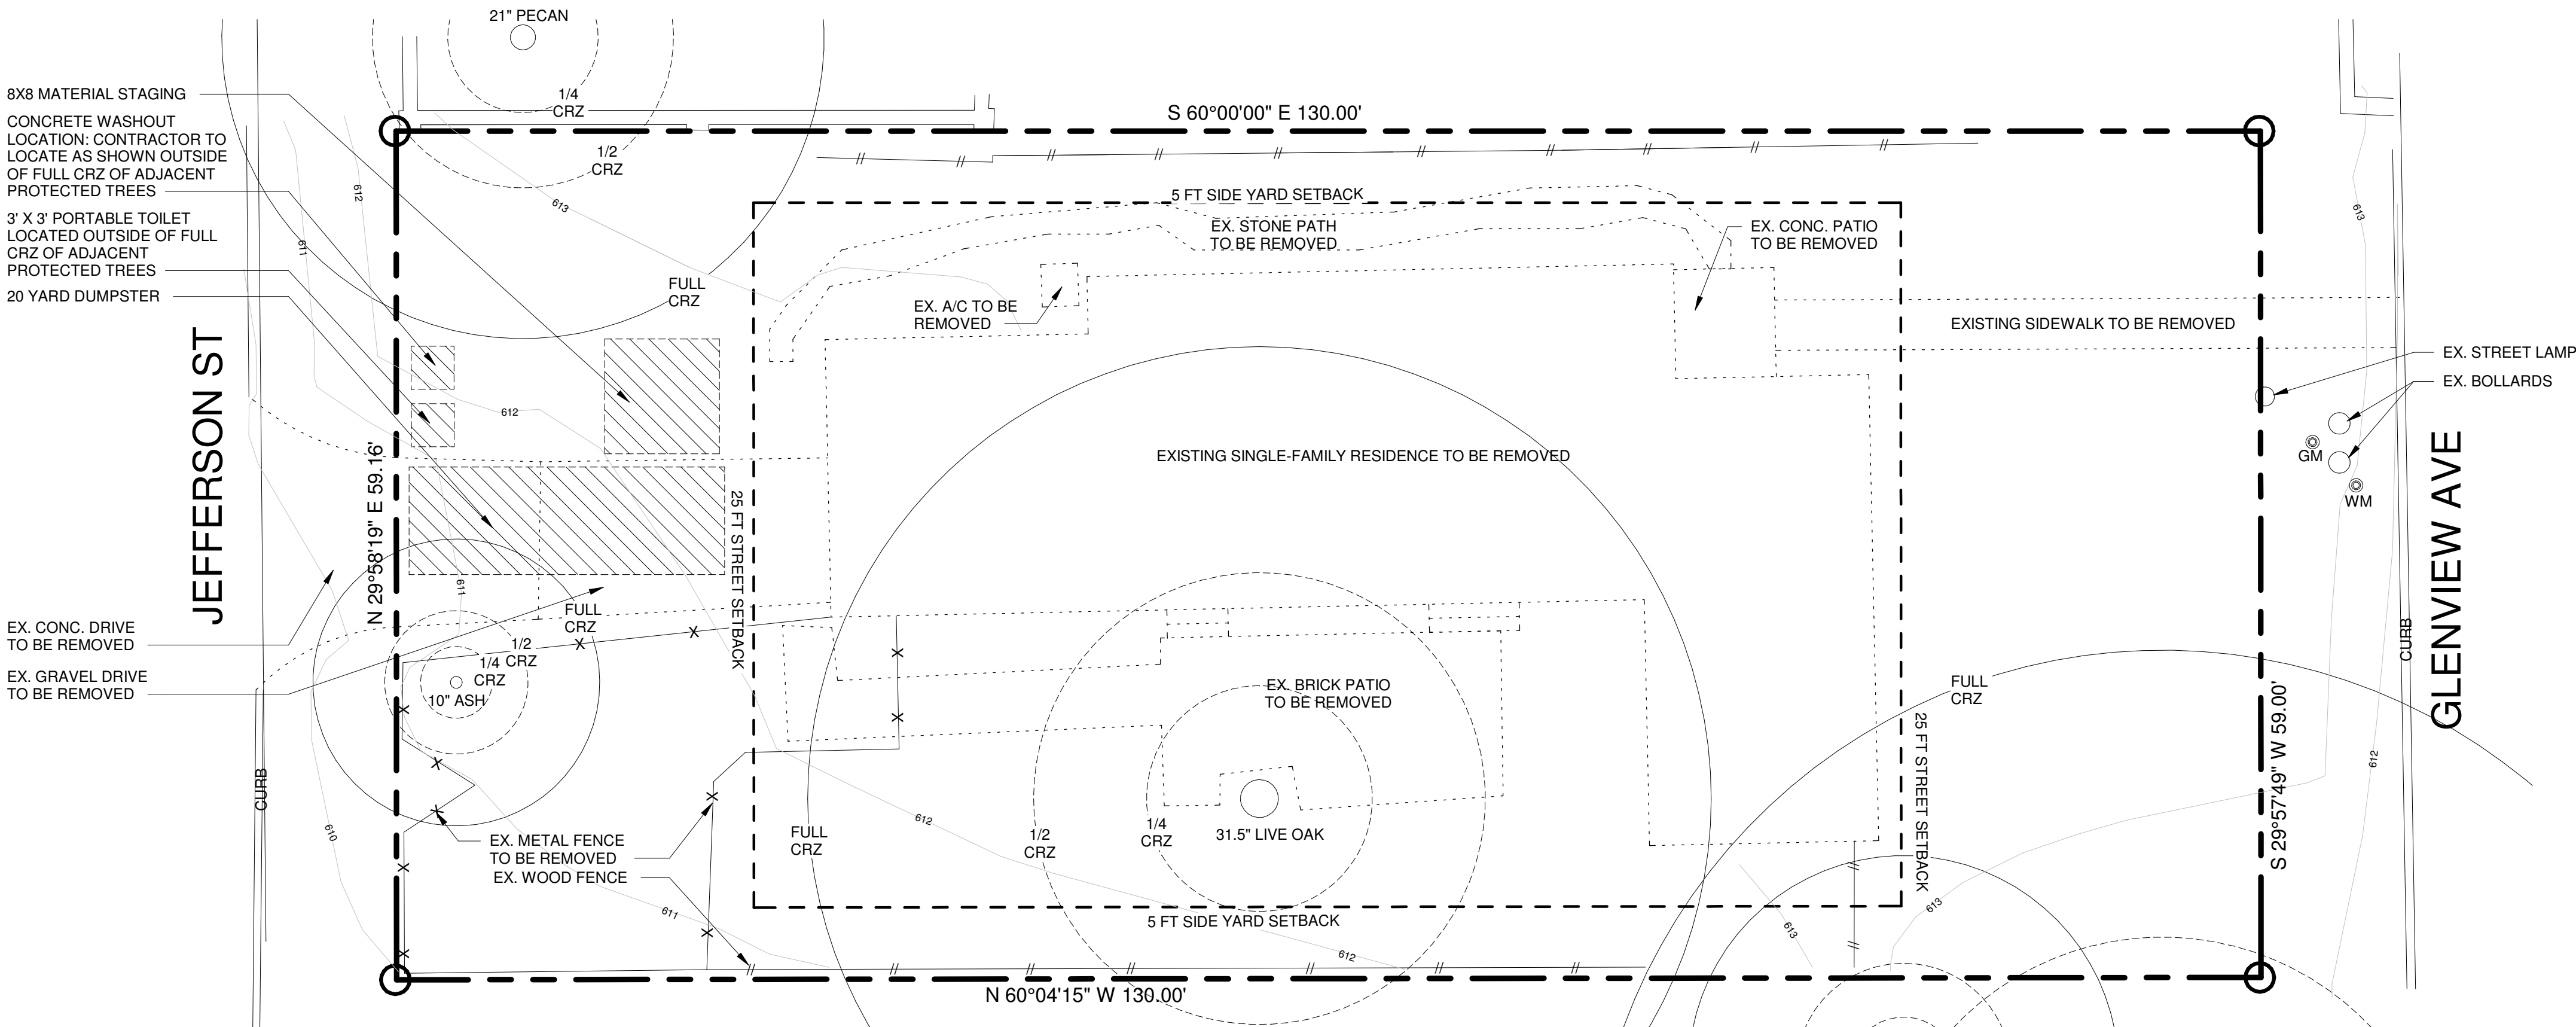 21" PECAN
1/4
CRZ
1/2
CRZ
FULL
CRZ
8X8 MATERIAL STAGING
CONCRETE WASHOUT
LOCATION: CONTRACTOR TO
LOCATE AS SHOWN OUTSIDE
OF FULL CRZ OF ADJACENT
PROTECTED TREES
3' X 3' PORTABLE TOILET
LOCATED OUTSIDE OF FULL
CRZ OF ADJACENT
PROTECTED TREES
20 YARD DUMPSTER
JEFFERSON ST
EX. CONC. DRIVE
TO BE REMOVED
EX. GRAVEL DRIVE
TO BE REMOVED
CURB
611
612
613
612
611
610
611
N 29°58'19" E 59.16'
S 60°00'00" E 130.00'
5 FT SIDE YARD SETBACK
EX. STONE PATH
TO BE REMOVED
EX. CONC. PATIO
TO BE REMOVED
EX. A/C TO BE
REMOVED
EXISTING SIDEWALK TO BE REMOVED
EX. STREET LAMP
EX. BOLLARDS
GM
WM
EXISTING SINGLE-FAMILY RESIDENCE TO BE REMOVED
25 FT STREET SETBACK
FULL
CRZ
1/2
CRZ
1/4
CRZ
10" ASH
EX. METAL FENCE
TO BE REMOVED
EX. WOOD FENCE
EX. BRICK PATIO
TO BE REMOVED
FULL
CRZ
1/2
CRZ
1/4
CRZ
31.5" LIVE OAK
612
612
5 FT SIDE YARD SETBACK
N 60°04'15" W 130.00'
FULL
CRZ
25 FT STREET SETBACK
613
613
613
612
S 29°57'49" W 59.00'
CURB
GLENVIEW AVE